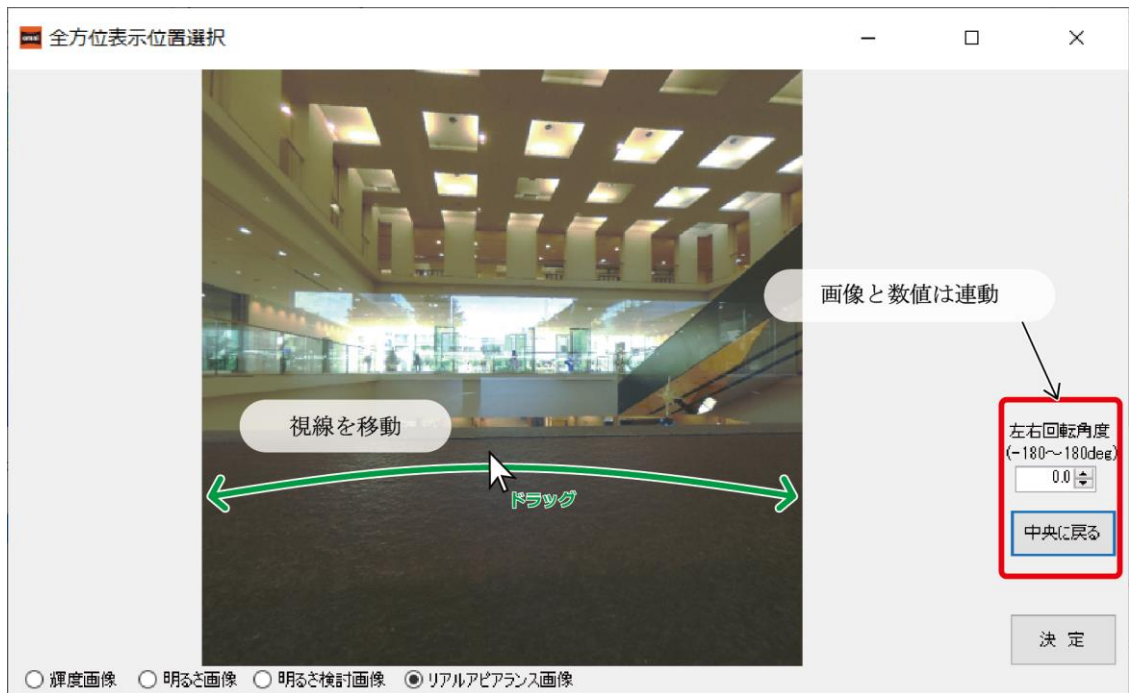 全方位表示位置選択
画像と数値は連動
視線を移動
ドラッグ
左右回転角度
(-180～180deg)
0.0
中央に戻る
決 定
輝度画像 明るさ画像 明るさ検討画像 リアルアピアランス画像